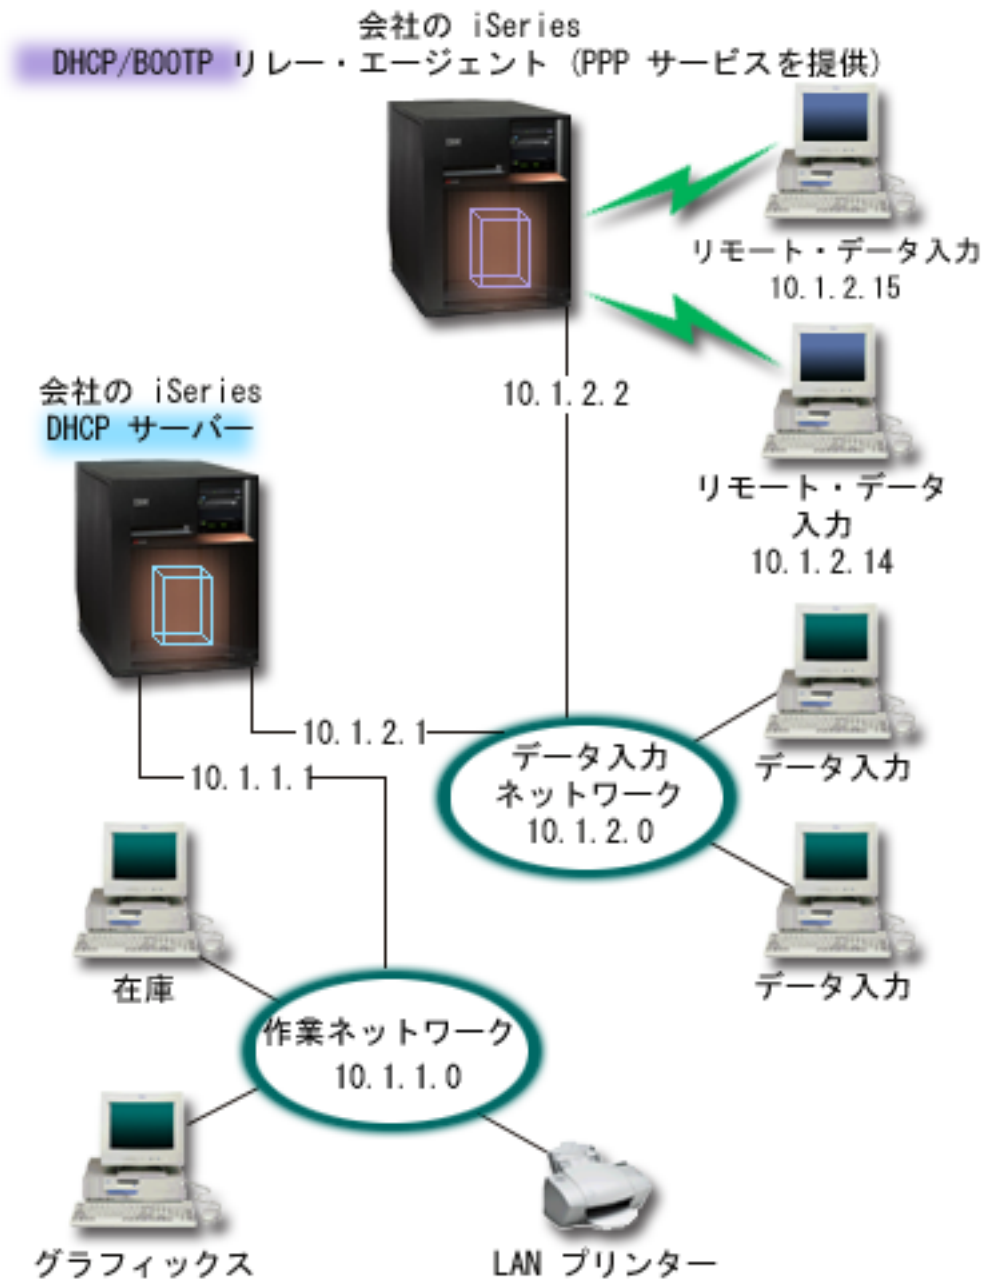 会社の iSeries
DHCP/BOOTP リレー・エージェント (PPP サービスを提供)
リモート・データ入力
10.1.2.15
10.1.2.2
会社の iSeries
DHCP サーバー
リモート・データ
入力
10.1.2.14
10.1.2.1
データ入力
ネットワーク
10.1.2.0
データ入力
10.1.1.1
データ入力
在庫
作業ネットワーク
10.1.1.0
グラフィックス
LAN プリンター